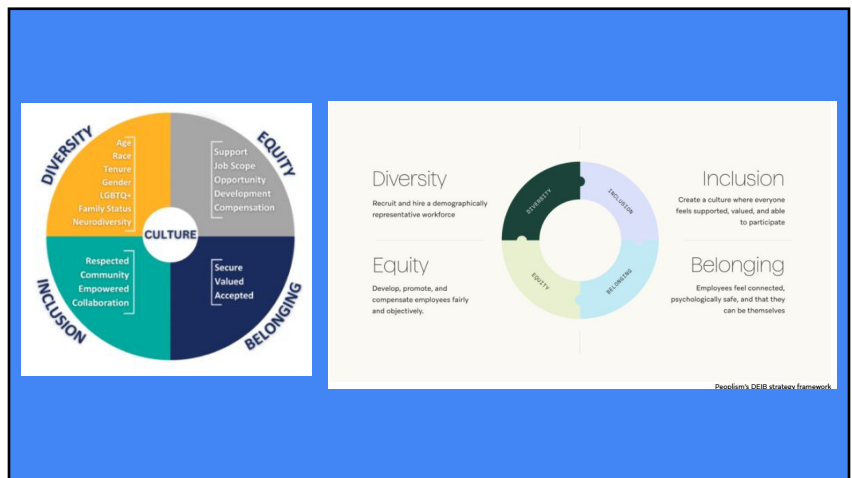 DIVERSITY
Age
Race
Tenure
Gender
LGBTQ+
Family Status
Neurodiversity
EQUITY
Support
Job Scope
Opportunity
Development
Compensation
CULTURE
INCLUSION
Respected
Community
Empowered
Collaboration
BELONGING
Secure
Valued
Accepted
Diversity
Recruit and hire a demographically
representative workforce
Equity
Develop, promote, and
compensate employees fairly
and objectively.
DIVERSITY
INCLUSION
EQUITY
BELONGING
Inclusion
Create a culture where everyone
feels supported, valued, and able
to participate
Belonging
Employees feel connected,
psychologically safe, and that they
can be themselves
Peoplism's DEIB strategy framework